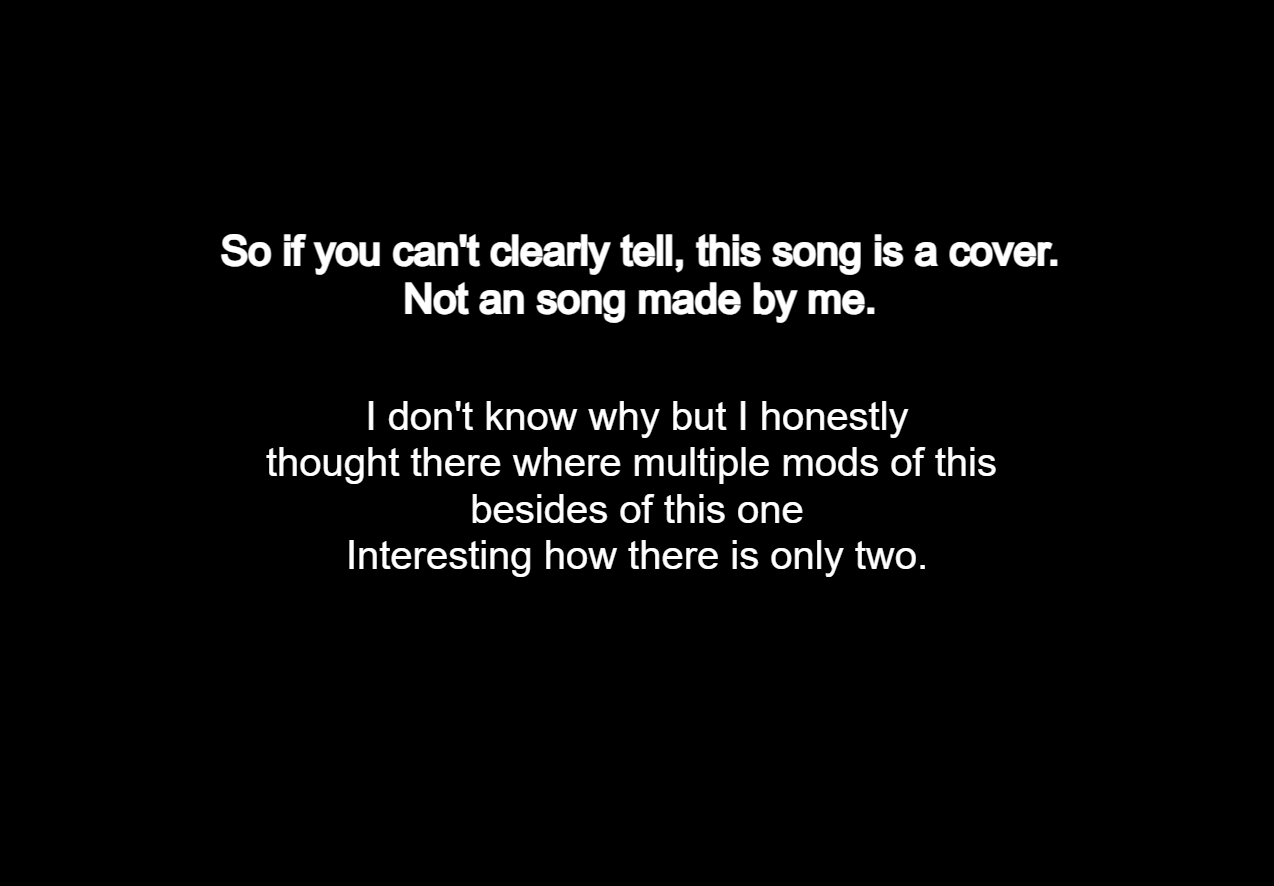 So if you can't clearly tell, this song is a cover.
Not an song made by me.
I don't know why but I honestly
thought there where multiple mods of this
besides of this one
Interesting how there is only two.